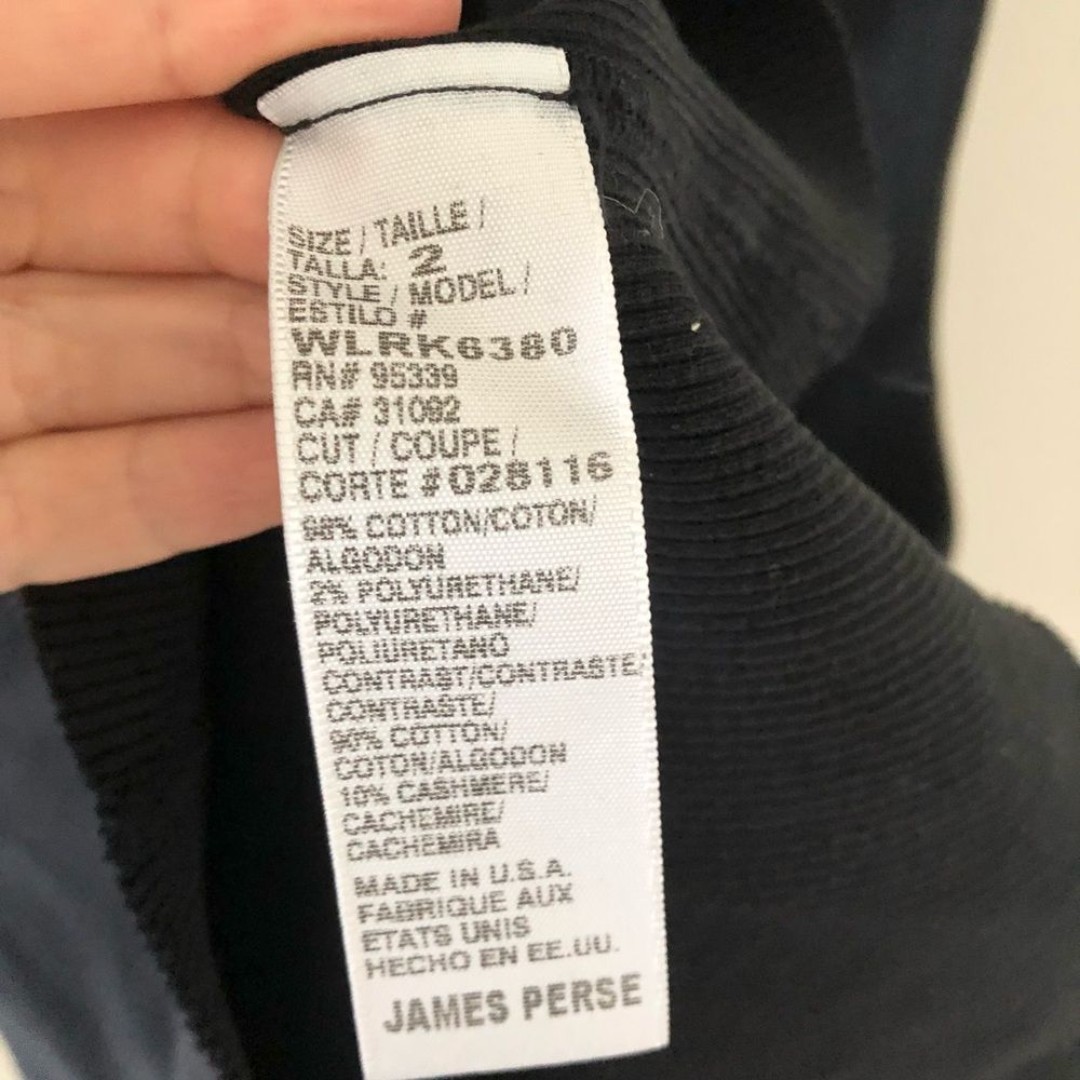 SIZE / TAILLE /
TALLA: 2
STYLE / MODEL /
ESTILO #
WLRK6380
RN# 95339
CA# 31092
CUT / COUPE /
CORTE #028116
98% COTTON/COTON/
ALGODON
2% POLYURETHANE/
POLYURETHANE/
POLIURETANO
CONTRAST/CONTRASTE/
CONTRASTE/
90% COTTON/
COTON/ALGODON
10% CASHMERE/
CACHEMIRE/
CACHEMIRA
MADE IN U.S.A.
FABRIQUE AUX
ETATS UNIS
HECHO EN EE.UU.
JAMES PERSE